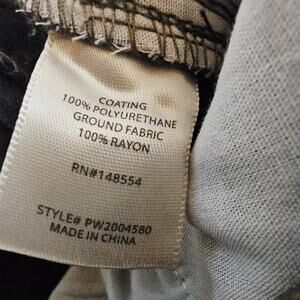 COATING
100% POLYURETHANE
GROUND FABRIC
100% RAYON
RN#148554
STYLE# PW2004580
MADE IN CHINA